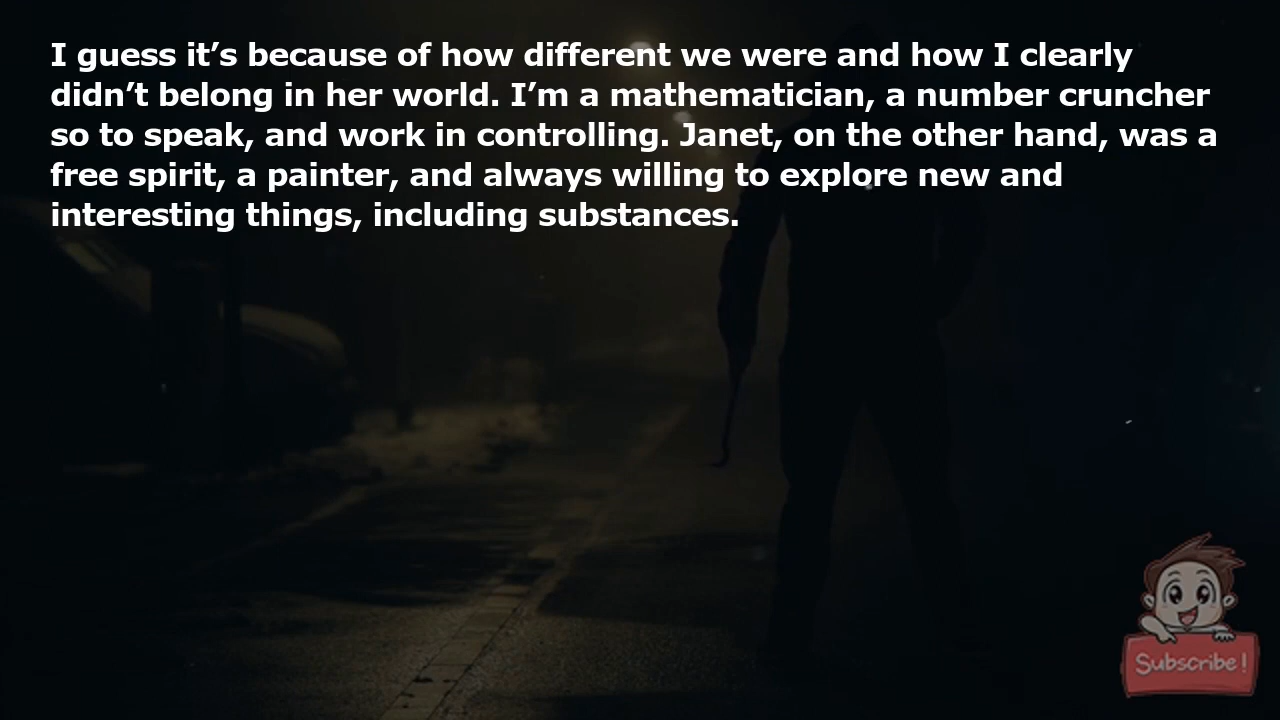 I guess it’s because of how different we were and how I clearly
didn’t belong in her world. I’m a mathematician, a number cruncher
so to speak, and work in controlling. Janet, on the other hand, was a
free spirit, a painter, and always willing to explore new and
interesting things, including substances.
Subscribe!